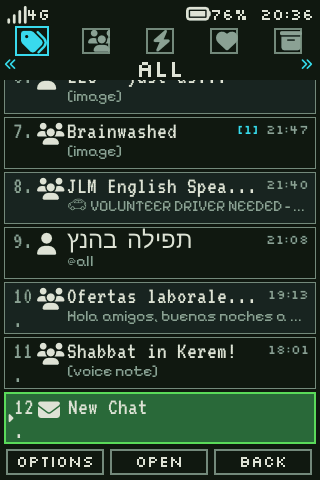 4G 76% 20:36
« »
ALL
(image)
7. Brainwashed [1] 21:47
(image)
8. JLM English Spea... 21:40
VOLUNTEER DRIVER NEEDED - ...
9. תפילה בהנץ 21:08
@all
10. Ofertas laborale... 19:13
Hola amigos, buenas noches a ...
11. Shabbat in Kerem! 18:01
(voice note)
12. New Chat
OPTIONS OPEN BACK